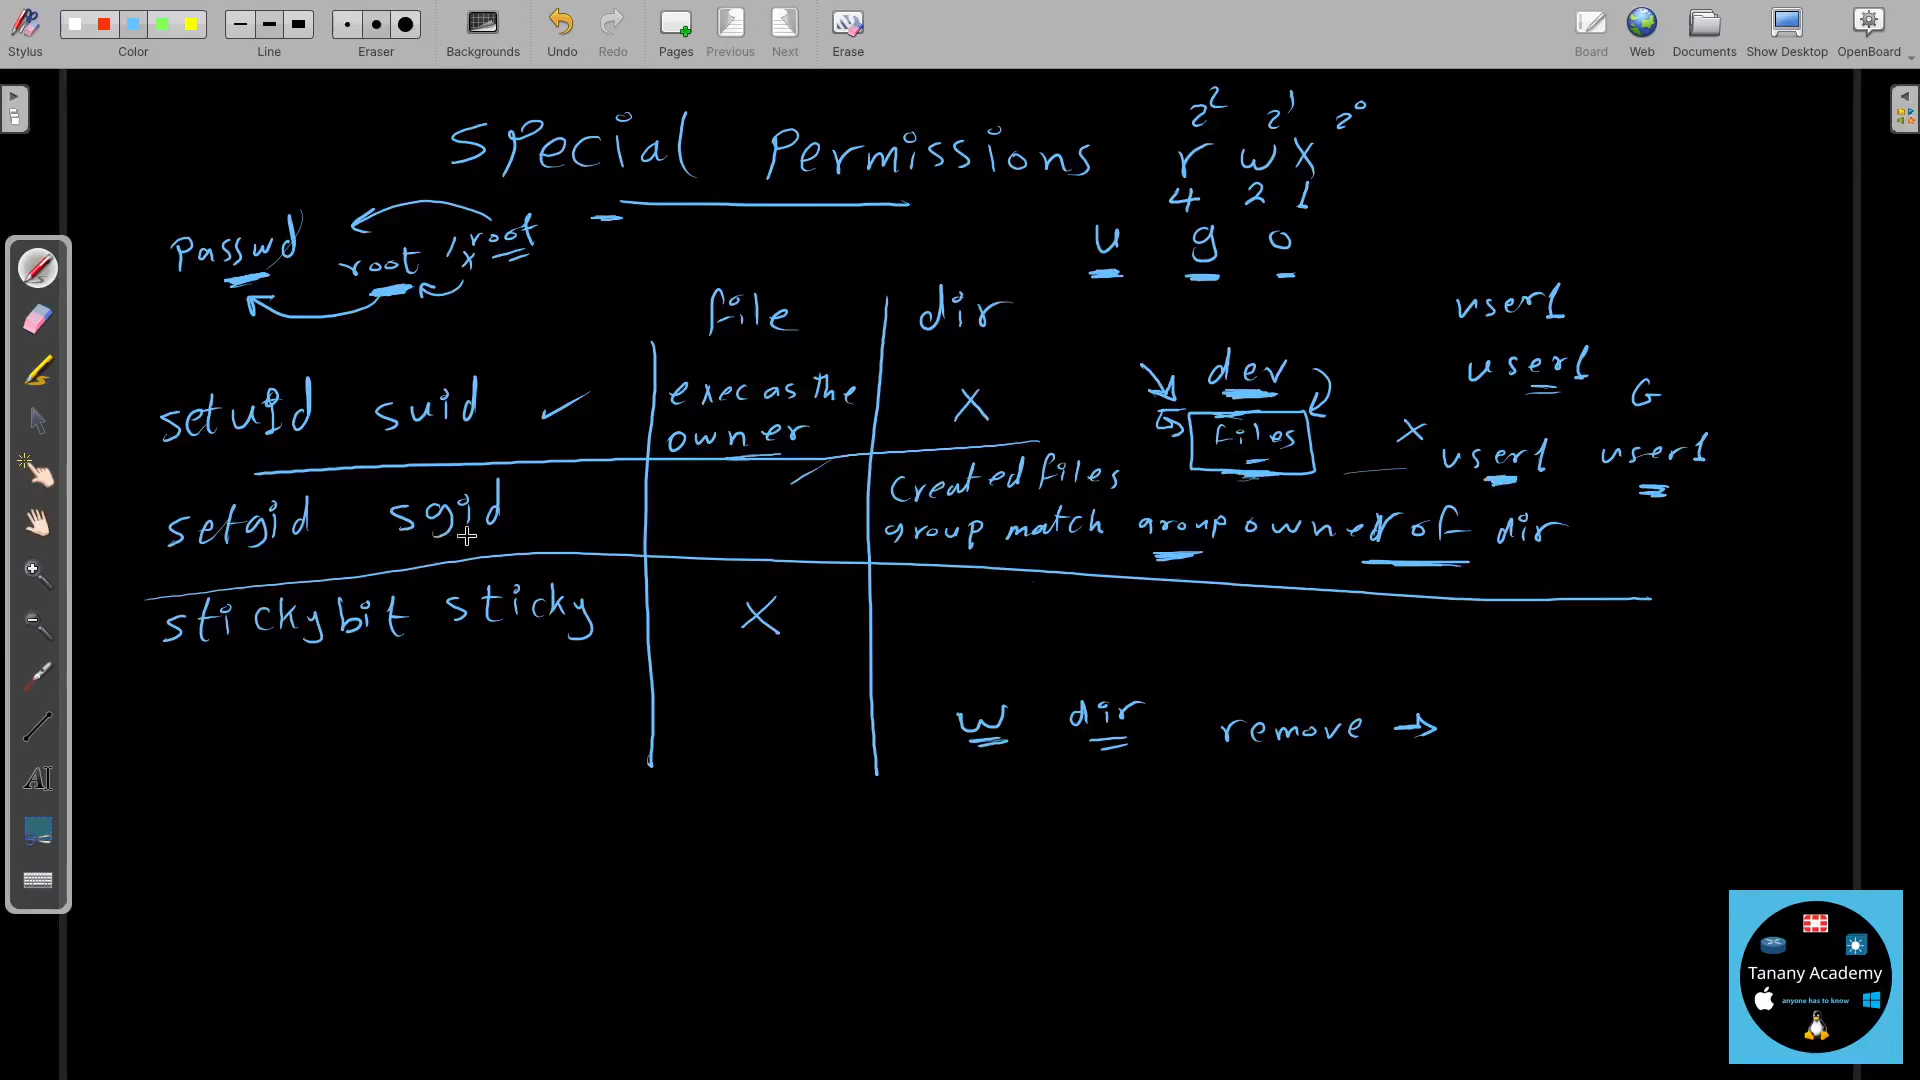 Stylus
Color
Line
Eraser
Backgrounds
Undo
Redo
Pages
Previous
Next
Erase
Board
Web
Documents
Show Desktop
OpenBoard
Special Permissions
2² 2¹ 2⁰
r w x
4 2 1
u g o
Passwd root x root
file dir
user1
user1 G
dev
files
x user1 user1
setuid suid ✓ exec as the owner X
setgid sgid Created files
group match group owner of dir
stickybit sticky X
w dir remove →
AI
Tanany Academy
anyone has to know